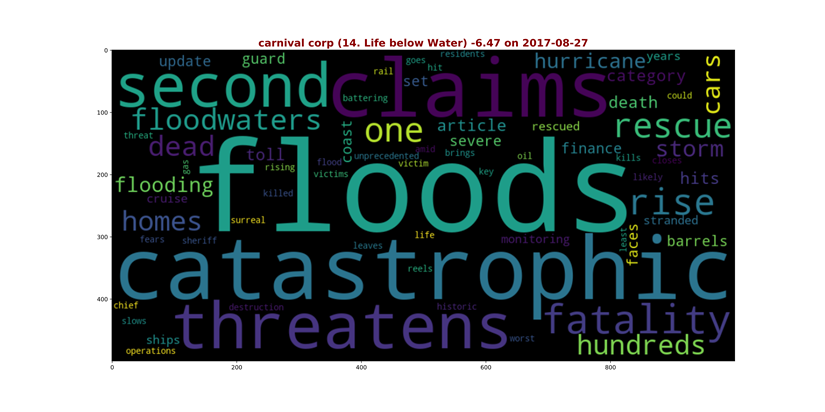 carnival corp (14. Life below Water) -6.47 on 2017-08-27
0
100
200
300
400
0
200
400
600
800
update
guard
goes
residents
hit
rail
set
hurricane
years
category
cars
second
claims
battering
could
death
floodwaters
one
article
rescued
rescue
threat
coast
severe
dead
toll
flood
unprecedented
amid
brings
oil
finance
kills
storm
closes
gas
rising
victim
victims
key
likely
hits
flooding
cruise
killed
floods
rise
homes
surreal
stranded
life
fears
sheriff
leaves
monitoring
least
faces
barrels
reels
catastrophic
chief
destruction
historic
slows
threatens
fatality
ships
worst
operations
hundreds